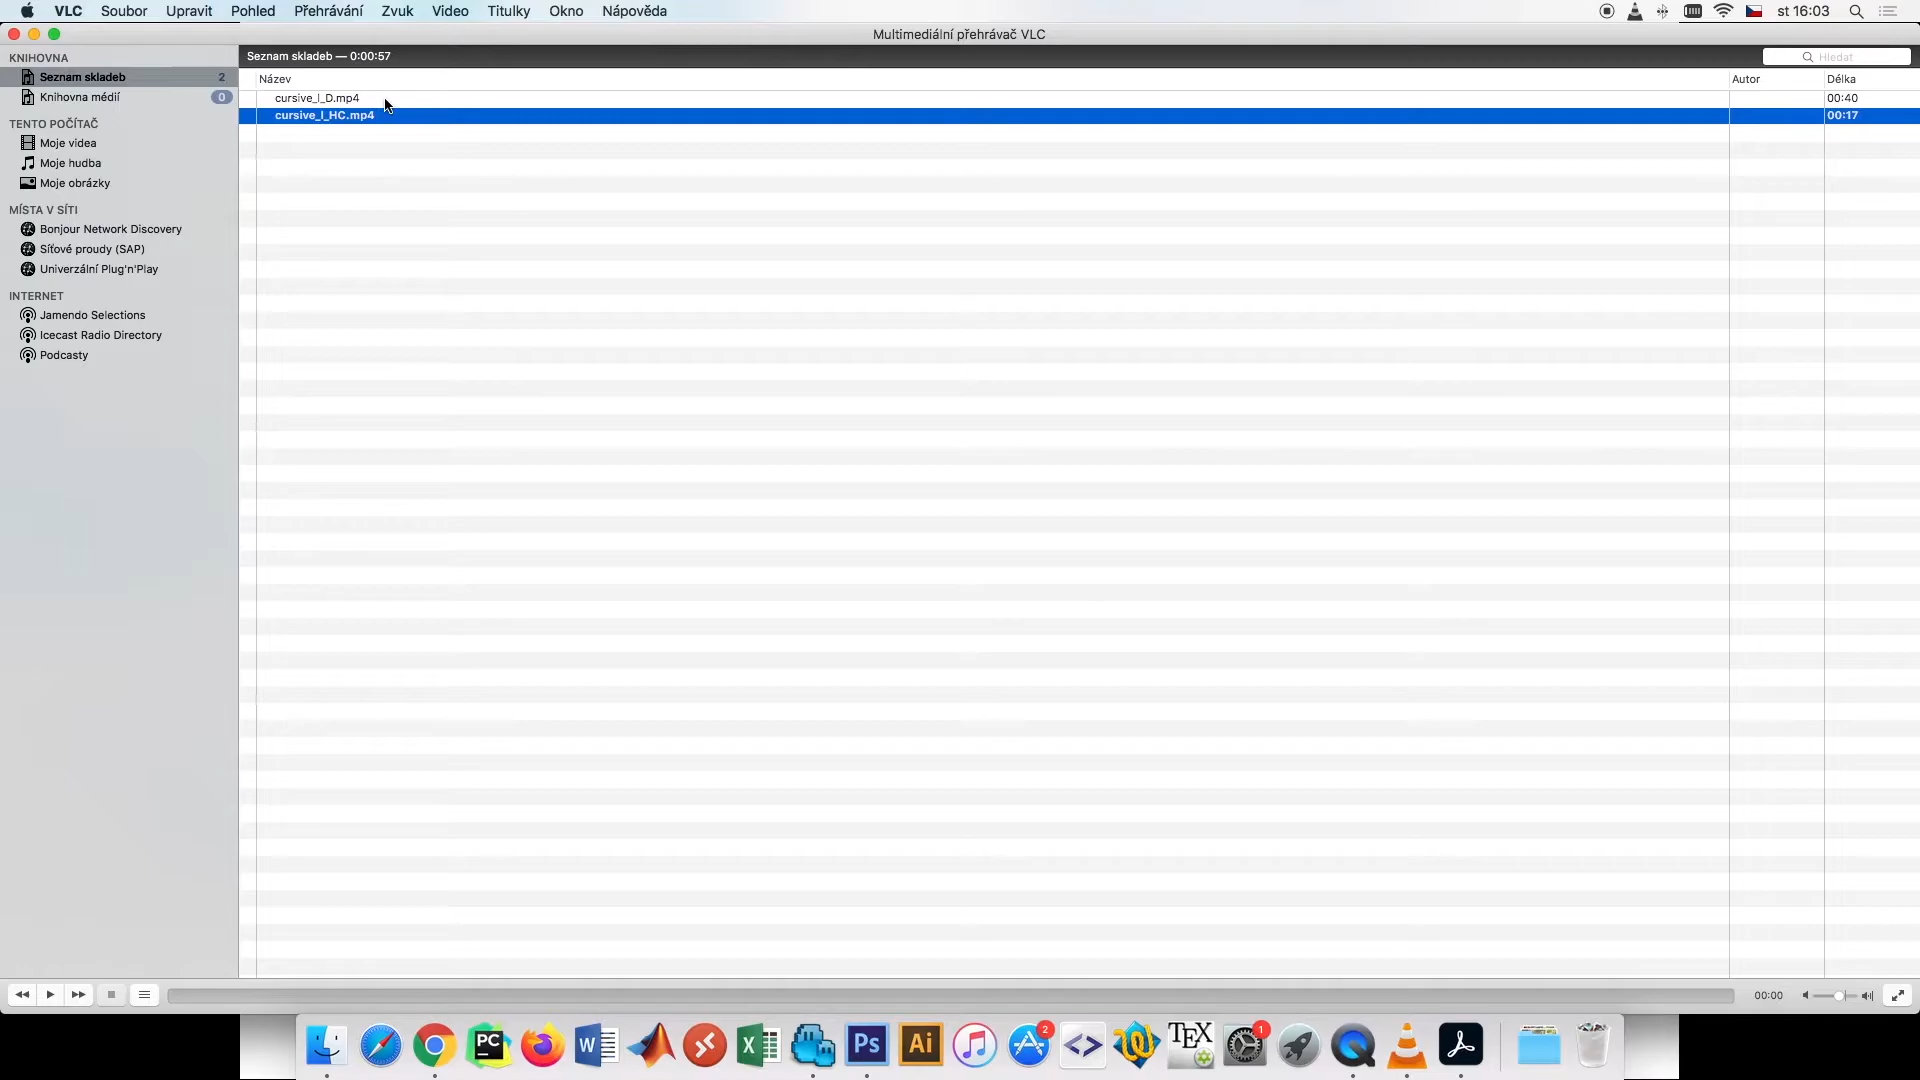 VLC Soubor Upravit Pohled Přehrávání Zvuk Video Titulky Okno Nápověda st 16:03
Multimediální přehrávač VLC
KNIHOVNA
Seznam skladeb 2
Knihovna médií 0
TENTO POČÍTAČ
Moje videa
Moje hudba
Moje obrázky
MÍSTA V SÍTI
Bonjour Network Discovery
Síťové proudy (SAP)
Univerzální Plug'n'Play
INTERNET
Jamendo Selections
Icecast Radio Directory
Podcasty
Seznam skladeb — 0:00:57
Hledat
Název Autor Délka
cursive_l_D.mp4 00:40
cursive_l_HC.mp4 00:17
00:00
PC W X Ps Ai 2 TEX 1